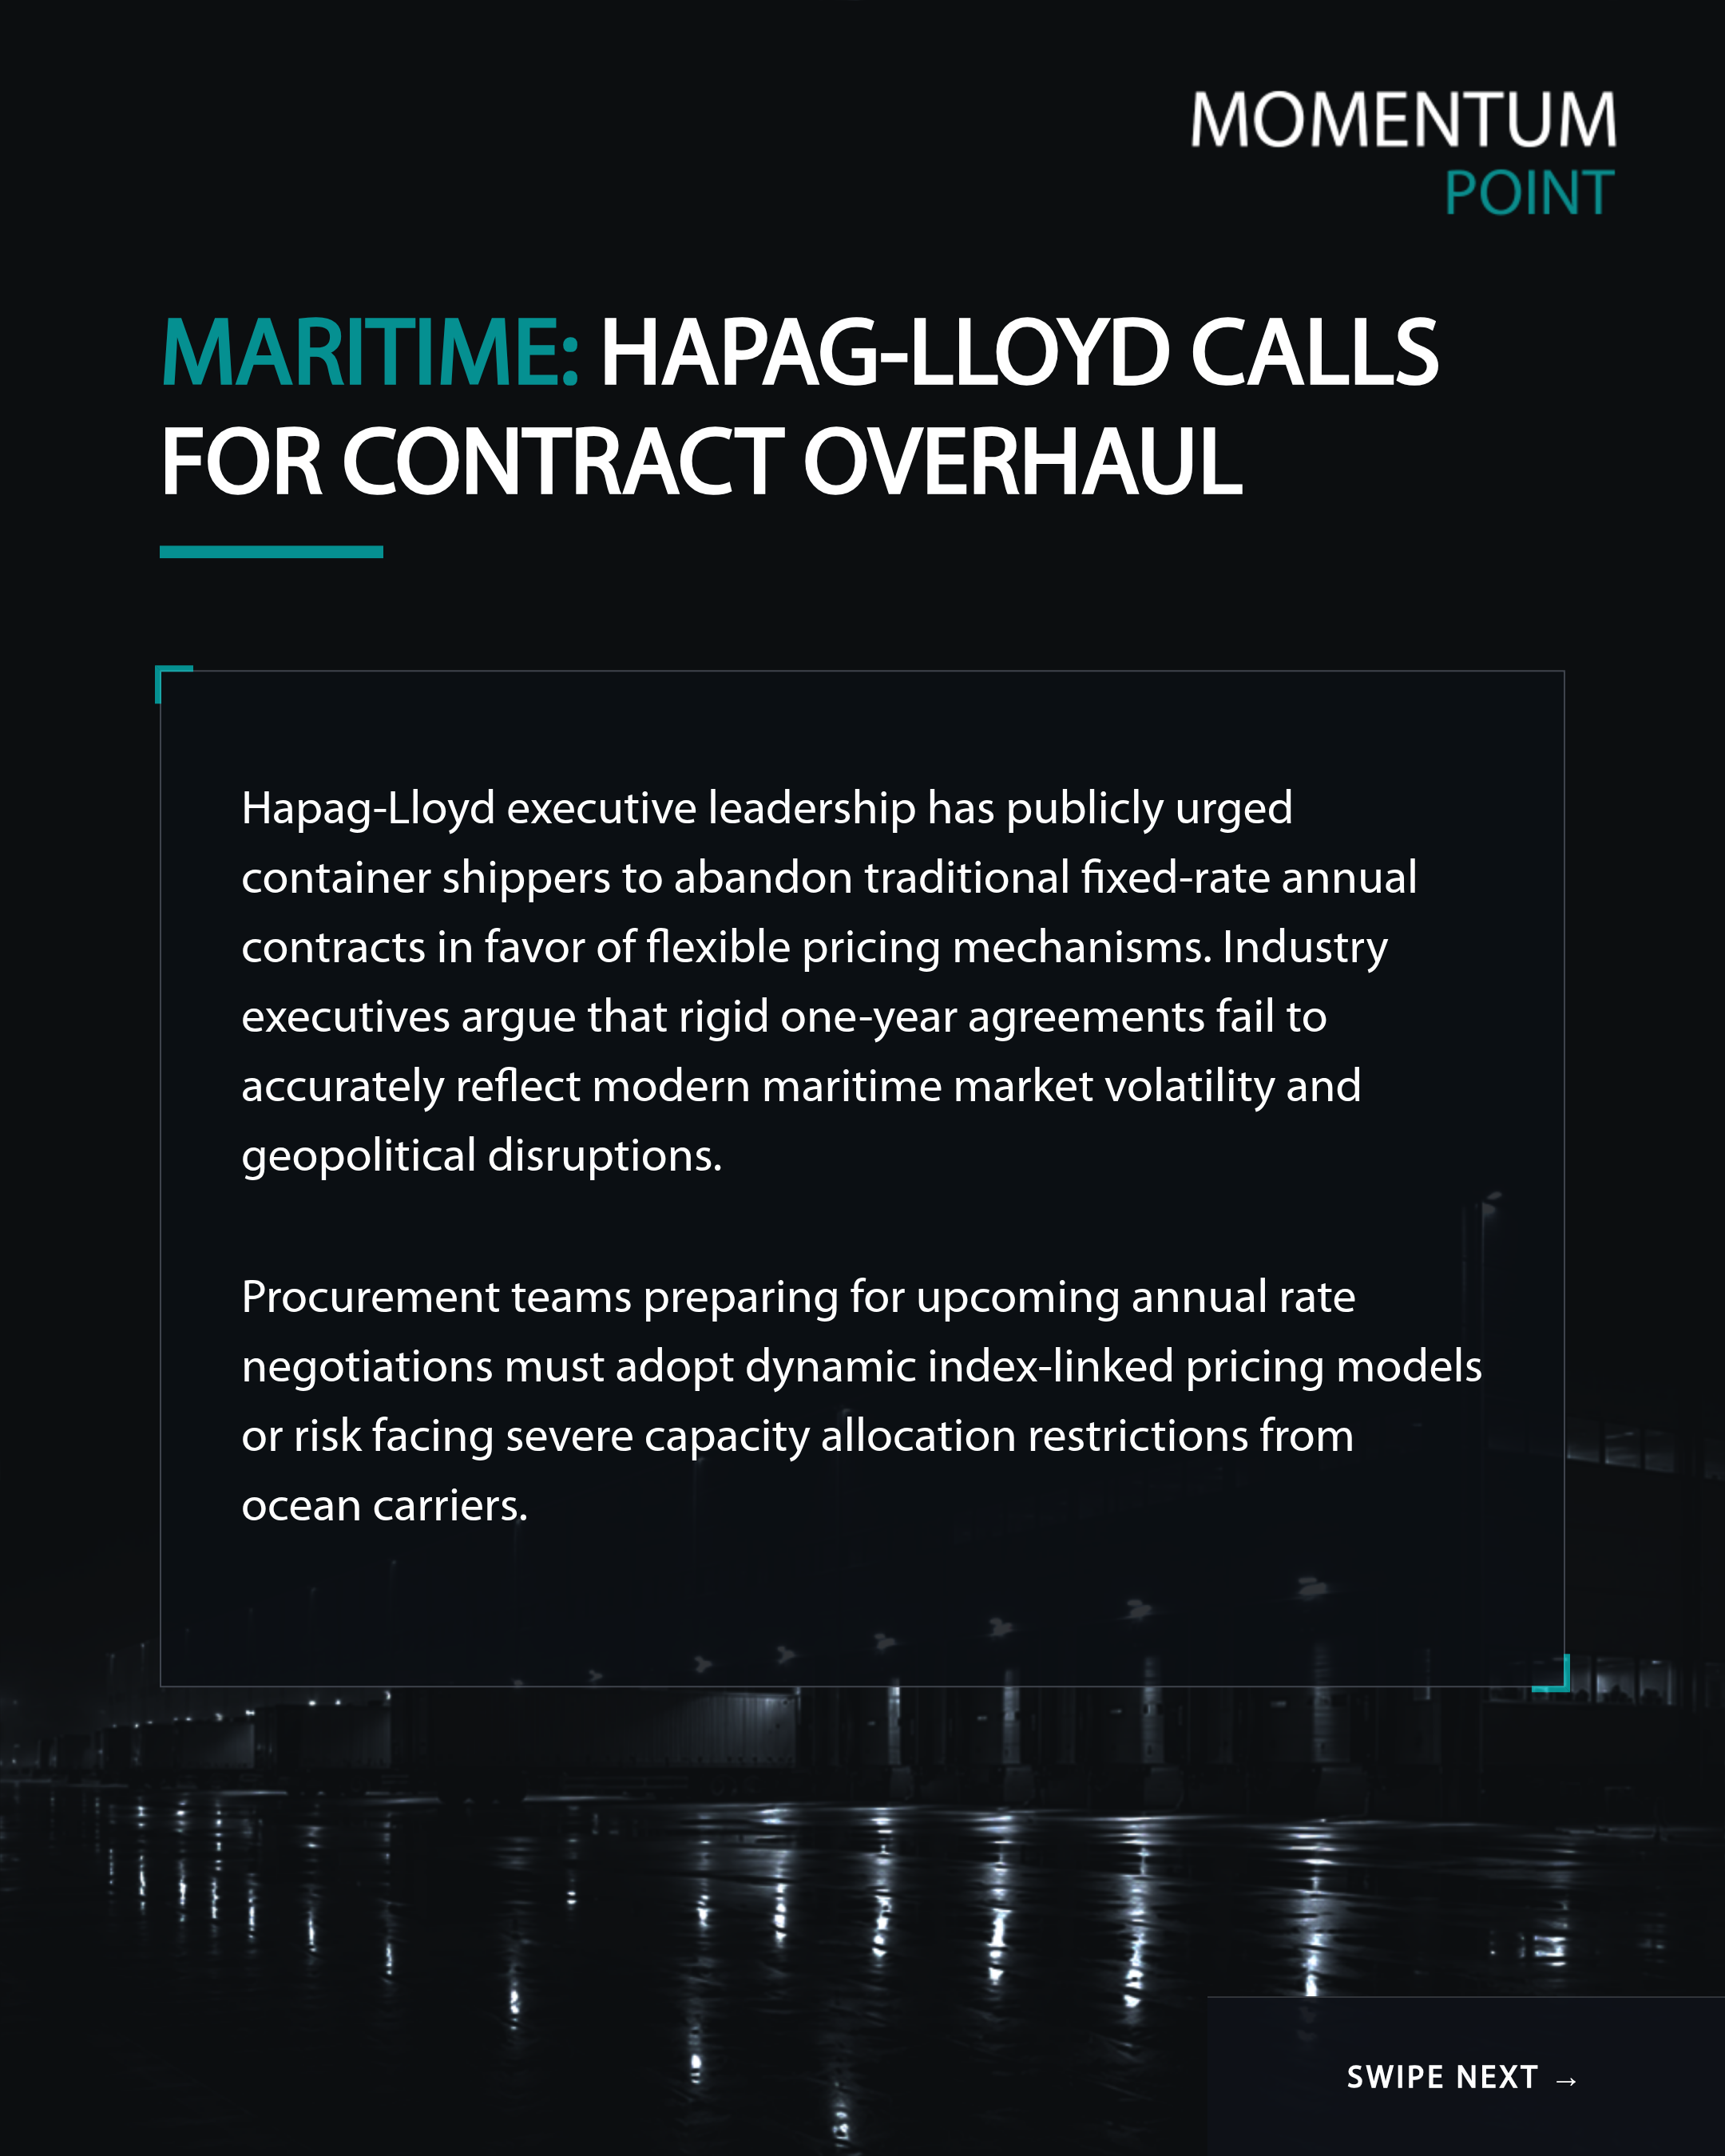 MOMENTUM
POINT
MARITIME: HAPAG-LLOYD CALLS
FOR CONTRACT OVERHAUL
Hapag-Lloyd executive leadership has publicly urged
container shippers to abandon traditional fixed-rate annual
contracts in favor of flexible pricing mechanisms. Industry
executives argue that rigid one-year agreements fail to
accurately reflect modern maritime market volatility and
geopolitical disruptions.
Procurement teams preparing for upcoming annual rate
negotiations must adopt dynamic index-linked pricing models
or risk facing severe capacity allocation restrictions from
ocean carriers.
SWIPE NEXT →